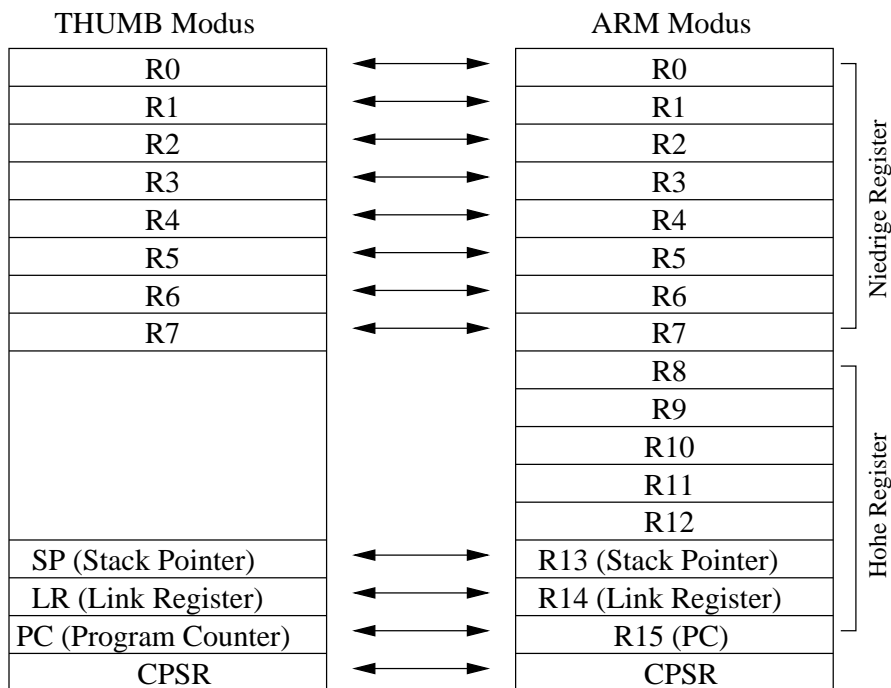 THUMB Modus
ARM Modus
R0
R0
R1
R1
R2
R2
R3
R3
R4
R4
R5
R5
R6
R6
R7
R7
R8
R9
R10
R11
R12
SP (Stack Pointer)
R13 (Stack Pointer)
LR (Link Register)
R14 (Link Register)
PC (Program Counter)
R15 (PC)
CPSR
CPSR
Niedrige Register
Hohe Register